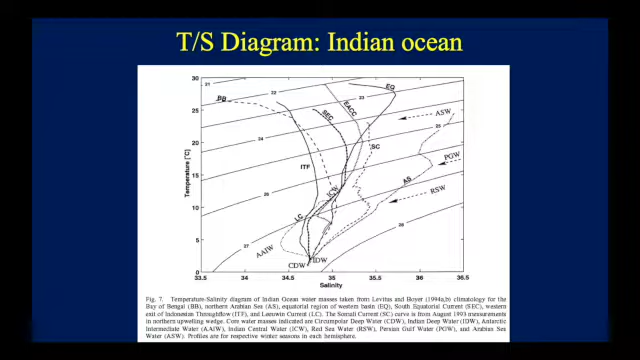 T/S Diagram: Indian ocean
30
25
20
15
10
5
0
Temperature [°C]
33.5 34 34.5 35 35.5 36 36.5
Salinity
21
22
23
24
25
26
27
28
BB
EQ
EACC
SEC
SC
ASW
PGW
AS
RSW
ITF
ICW
LC
AAIW
CDW
IDW
Fig. 7. Temperature-Salinity diagram of Indian Ocean water masses taken from Levitus and Boyer (1994a,b) climatology for the
Bay of Bengal (BB), northern Arabian Sea (AS), equatorial region of western basin (EQ), South Equatorial Current (SEC), western
exit of Indonesian Throughflow (ITF), and Leeuwin Current (LC). The Somali Current (SC) curve is from August 1993 measurements
in northern upwelling wedge. Core water masses indicated are Circumpolar Deep Water (CDW), Indian Deep Water (IDW), Antarctic
Intermediate Water (AAIW), Indian Central Water (ICW), Red Sea Water (RSW), Persian Gulf Water (PGW), and Arabian Sea
Water (ASW). Profiles are for respective winter seasons in each hemisphere.